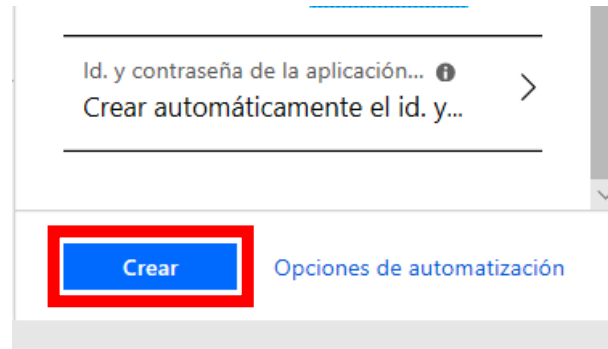 Id. y contraseña de la aplicación...
Crear automáticamente el id. y...
Crear
Opciones de automatización